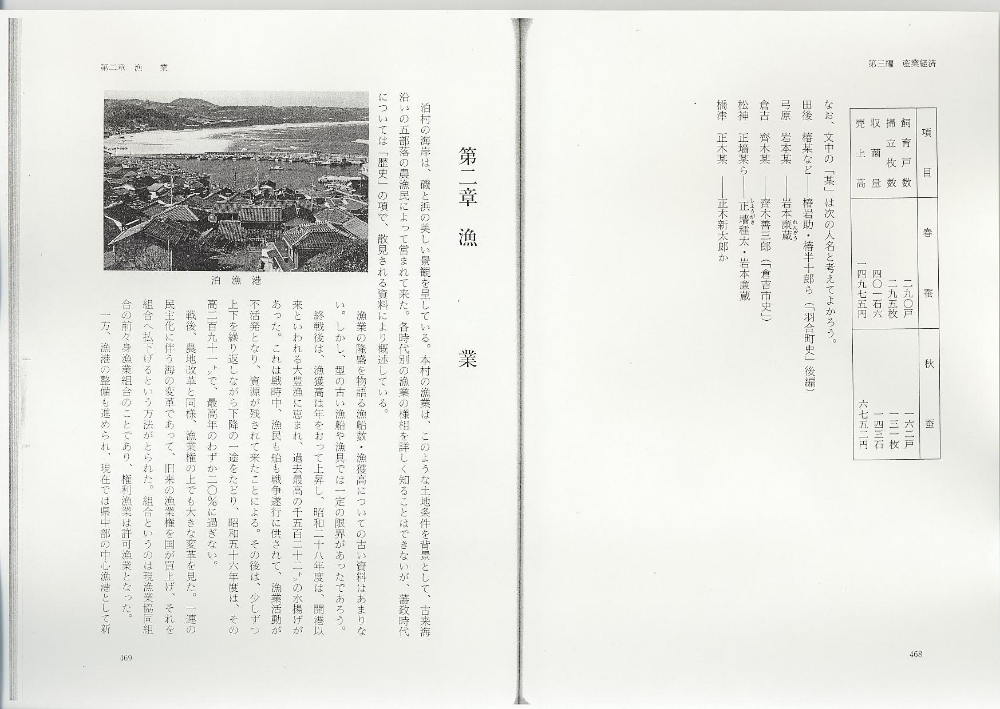 第三編　産業経済
項目　春蚕　秋蚕
飼育戸数　二九〇戸　一六二戸
掃立枚数　二九五枚　一三一枚
収繭量　四〇一石六　一四三石
売上高　一四九七五円　六七五二円
なお、文中の「某」は次の人名と考えてよかろう。
田後　椿某など――椿岩助・椿半十郎ら（「羽合町史」後編）
弓原　岩本某　――岩本廉蔵（れんぞう）
倉吉　齊木某　――齊木善三郎（「倉吉市史」）
松神　正墻某ら――正墻（しょうがき）種太・岩本廉蔵
橋津　正木某　――正木新太郎か
468
第二章　漁　業
第二章　漁　業
泊村の海岸は、磯と浜の美しい景観を呈している。本村の漁業は、このような土地条件を背景として、古来海
沿いの五部落の農漁民によって営まれて来た。各時代別の漁業の様相を詳しく知ることはできないが、藩政時代
については「歴史」の項で、散見される資料により概述している。
泊漁港
漁業の隆盛を物語る漁船数・漁獲高についての古い資料はあまりな
い。しかし、型の古い漁船や漁具では一定の限界があったであろう。
終戦後は、漁獲高は年をおって上昇し、昭和二十八年度は、開港以
来といわれる大豊漁に恵まれ、過去最高の千五百二十二㌧の水揚げが
あった。これは戦時中、漁民も船も戦争遂行に供されて、漁業活動が
不活発となり、資源が残されて来たことによる。その後は、少しずつ
上下を繰り返しながら下降の一途をたどり、昭和五十六年度は、その
高二百九十一㌧で、最高年のわずか二〇％に過ぎない。
戦後、農地改革と同様、漁業権の上でも大きな変革を見た。一連の
民主化に伴う海の変革であって、旧来の漁業権を国が買上げ、それを
組合へ払下げるという方法がとられた。組合というのは現漁業協同組
合の前々身漁業組合のことであり、権利漁業は許可漁業となった。
一方、漁港の整備も進められ、現在では県中部の中心漁港として新
469